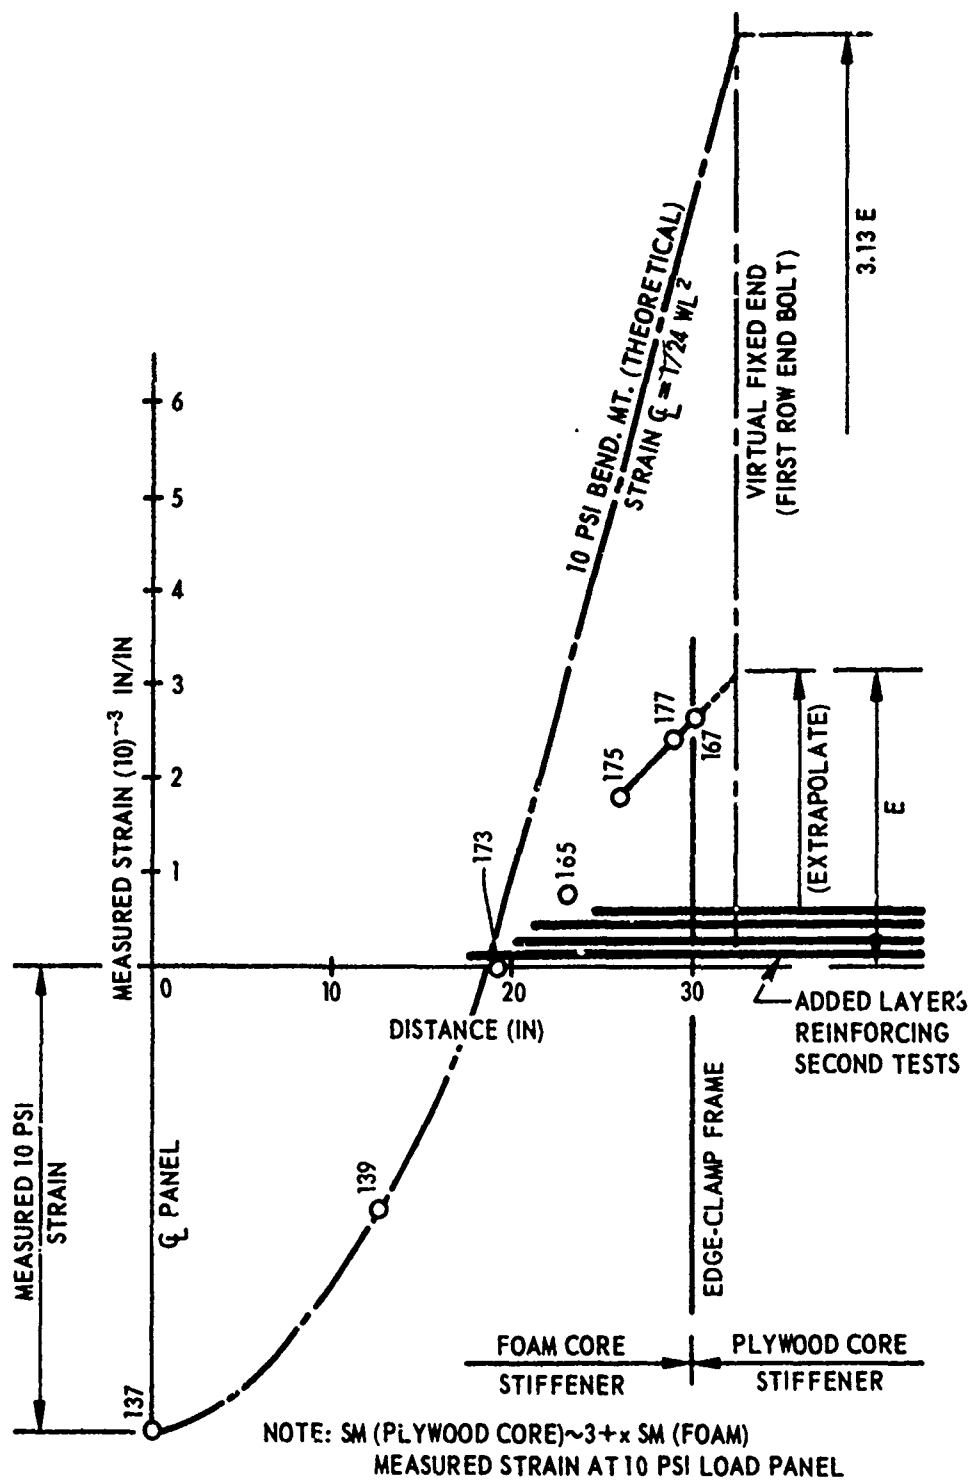 3.13 E
10 PSI BEND. MT. (THEORETICAL)
STRAIN ℄ = 1/24 WL²
VIRTUAL FIXED END
(FIRST ROW END BOLT)
6
5
4
3
2
1
MEASURED STRAIN (10)⁻³ IN/IN
177
167
175
165
173
(EXTRAPOLATE)
E
0
10
20
30
DISTANCE (IN)
ADDED LAYERS
REINFORCING
SECOND TESTS
MEASURED 10 PSI
STRAIN
℄ PANEL
139
137
EDGE-CLAMP FRAME
FOAM CORE
STIFFENER
PLYWOOD CORE
STIFFENER
NOTE: SM (PLYWOOD CORE)~3+x SM (FOAM)
MEASURED STRAIN AT 10 PSI LOAD PANEL